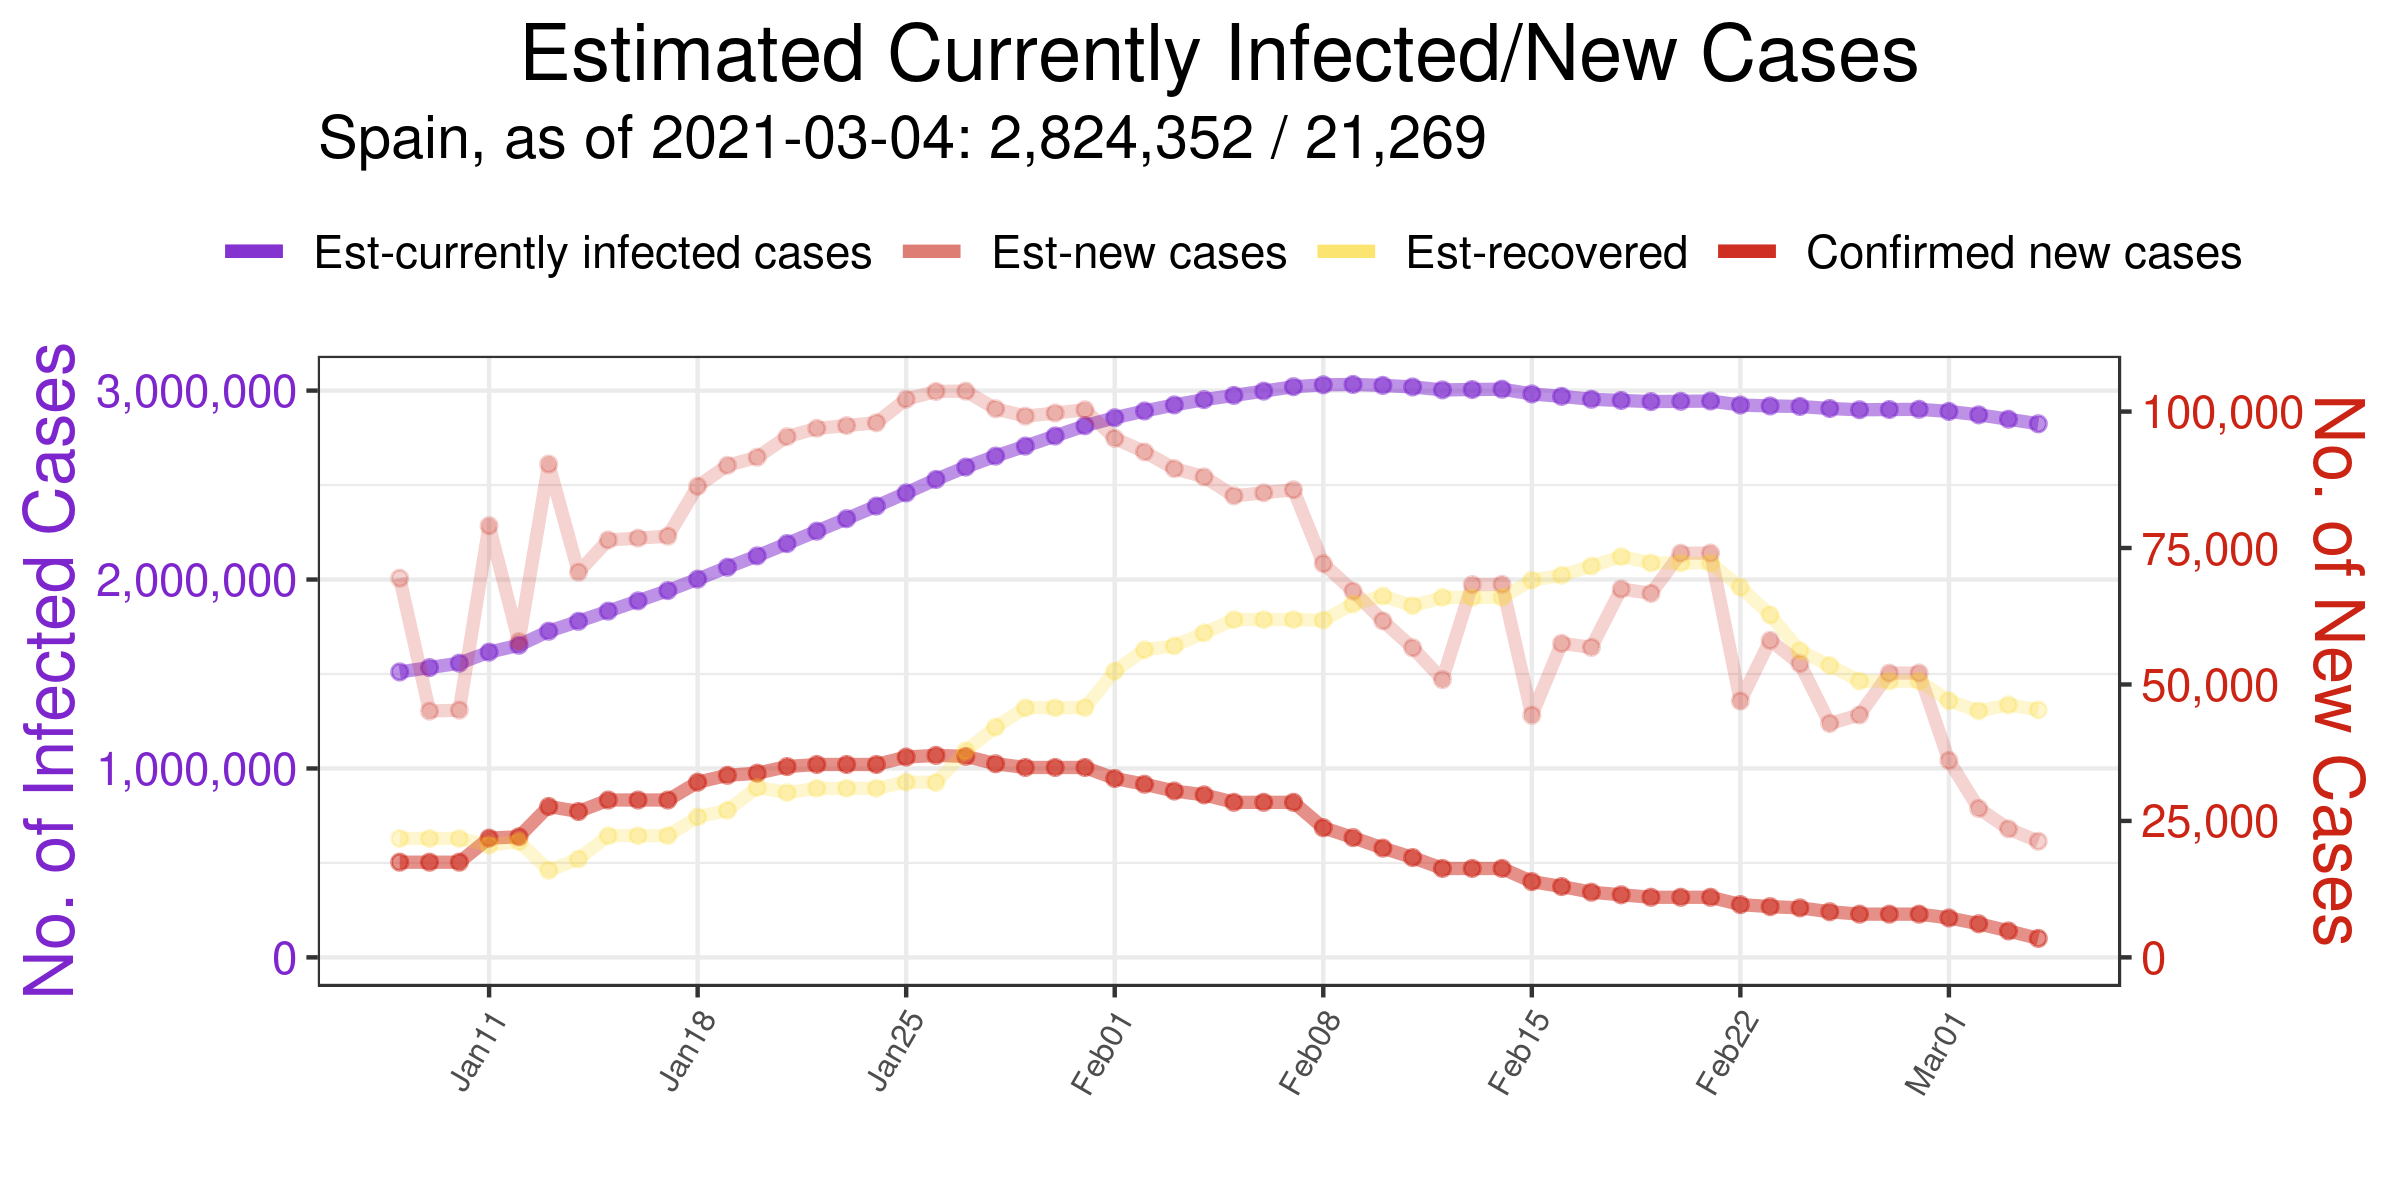 Estimated Currently Infected/New Cases
Spain, as of 2021-03-04: 2,824,352 / 21,269
Est-currently infected cases Est-new cases Est-recovered Confirmed new cases
No. of Infected Cases
3,000,000
2,000,000
1,000,000
0
100,000
75,000
50,000
25,000
0
No. of New Cases
Jan11 Jan18 Jan25 Feb01 Feb08 Feb15 Feb22 Mar01